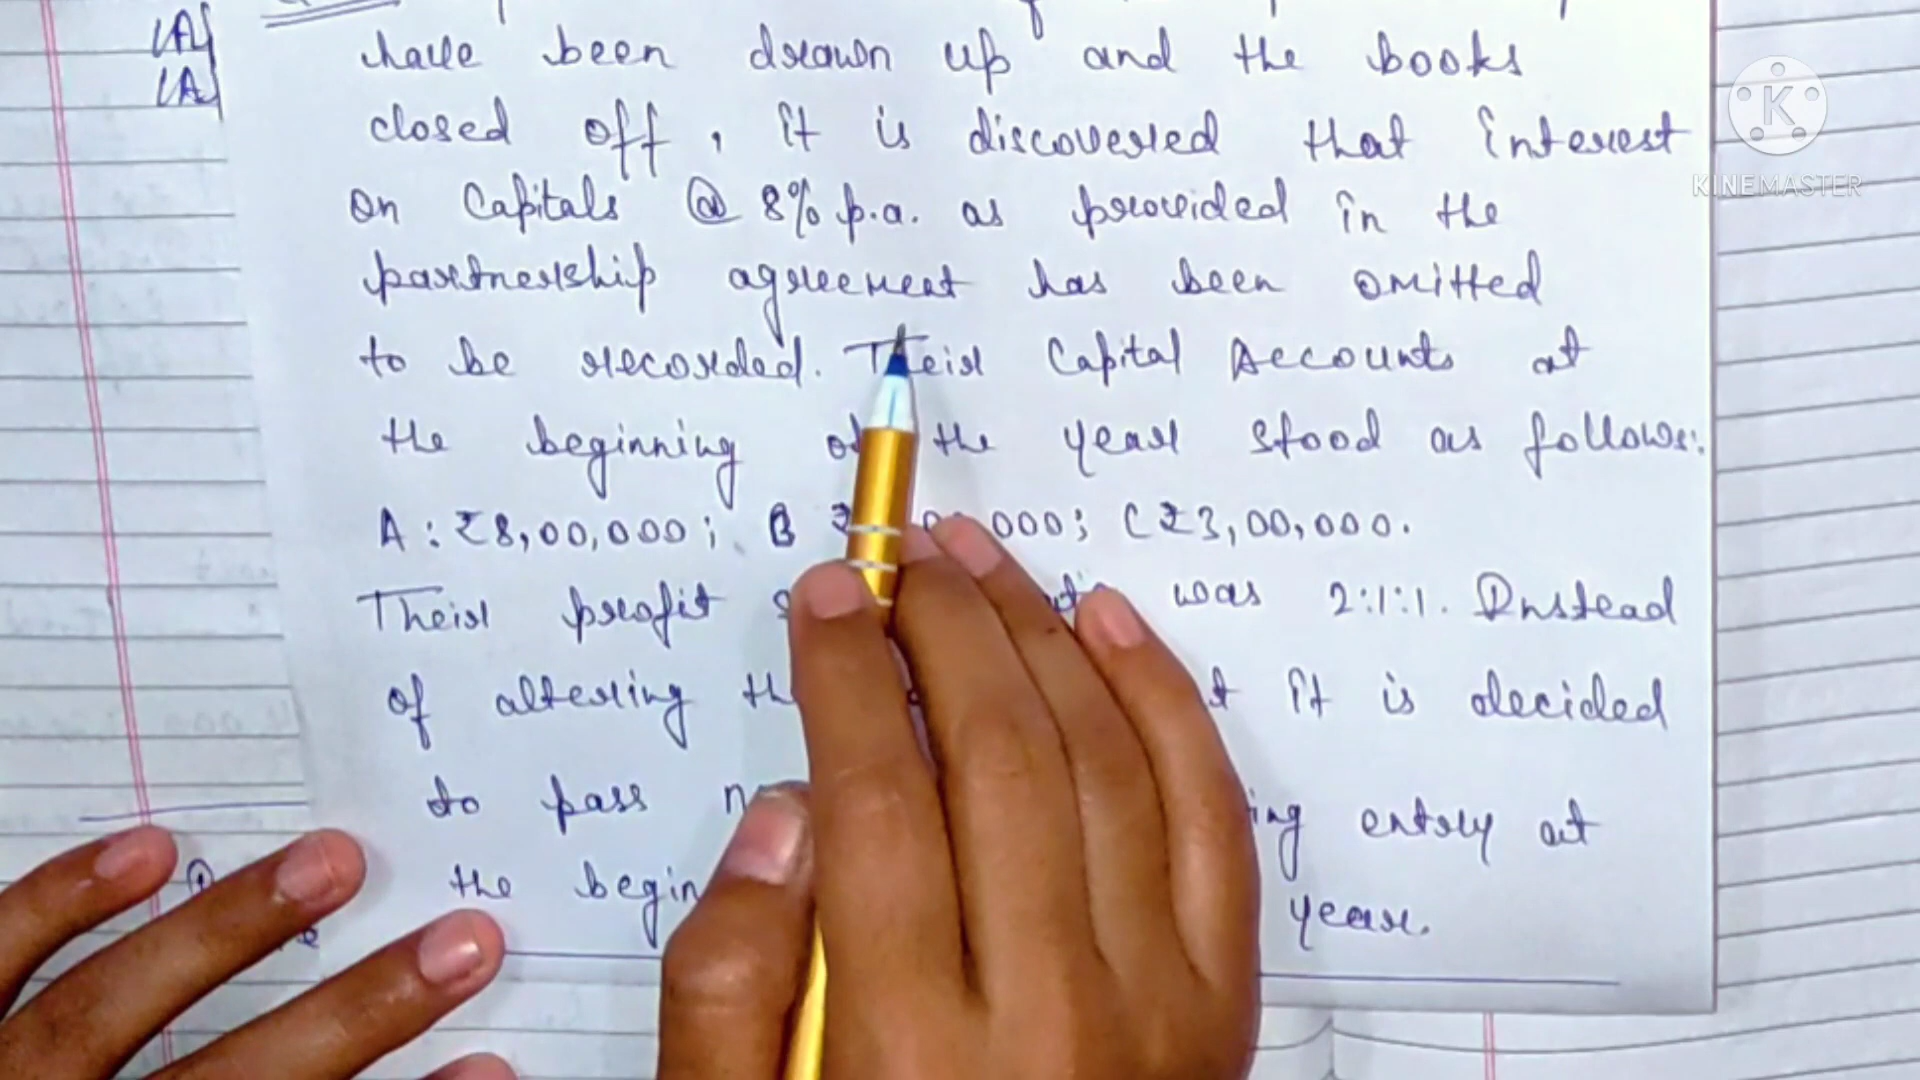 have been drawn up and the books
closed off, it is discovered that interest
on Capitals @ 8% p.a. as provided in the
partnership agreement has been omitted
to be recorded. Their Capital Accounts at
the beginning of the year stood as follows:
A : ₹8,00,000; B ₹ 000; C ₹3,00,000.
Their profit was 2:1:1. Instead
of altering it is decided
to pass entry at
the year.
KINEMASTER